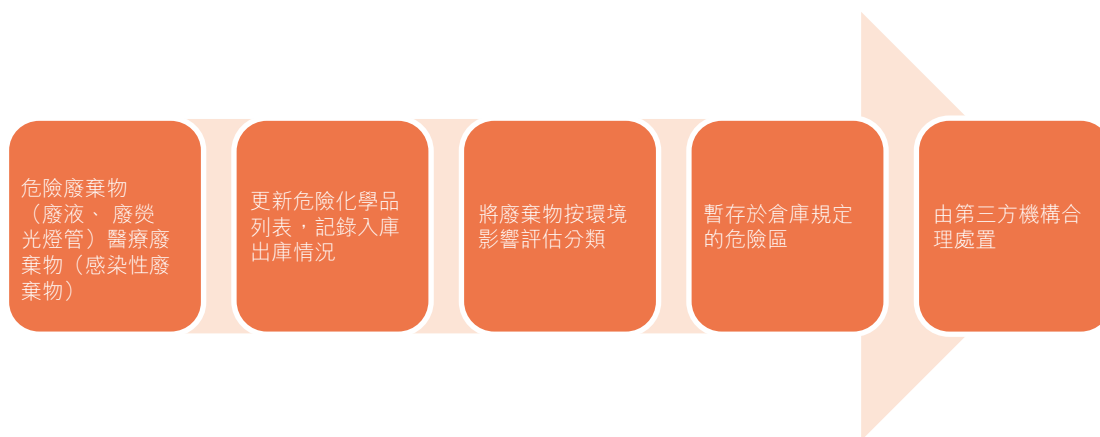 危險廢棄物
（廢液、 廢熒
光燈管）醫療廢
棄物（感染性廢
棄物）
更新危險化學品
列表，記錄入庫
出庫情況
將廢棄物按環境
影響評估分類
暫存於倉庫規定
的危險區
由第三方機構合
理處置